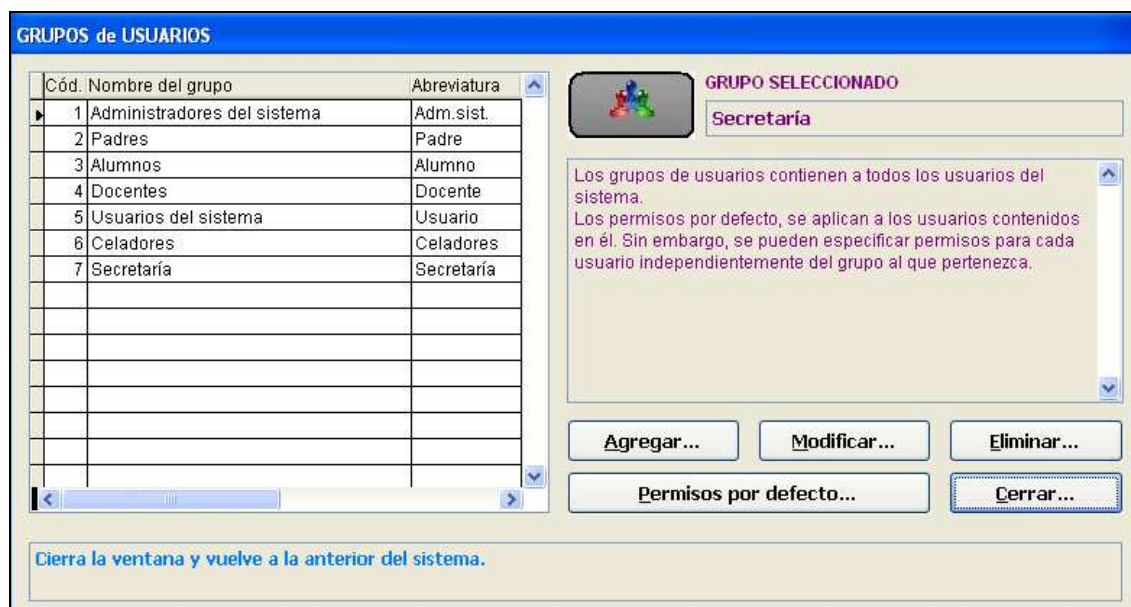 GRUPOS de USUARIOS
Cód. Nombre del grupo Abreviatura
1 Administradores del sistema Adm.sist.
2 Padres Padre
3 Alumnos Alumno
4 Docentes Docente
5 Usuarios del sistema Usuario
6 Celadores Celadores
7 Secretaría Secretaría
GRUPO SELECCIONADO
Secretaría
Los grupos de usuarios contienen a todos los usuarios del
sistema.
Los permisos por defecto, se aplican a los usuarios contenidos
en él. Sin embargo, se pueden especificar permisos para cada
usuario independientemente del grupo al que pertenezca.
Agregar... Modificar... Eliminar...
Permisos por defecto... Cerrar...
Cierra la ventana y vuelve a la anterior del sistema.